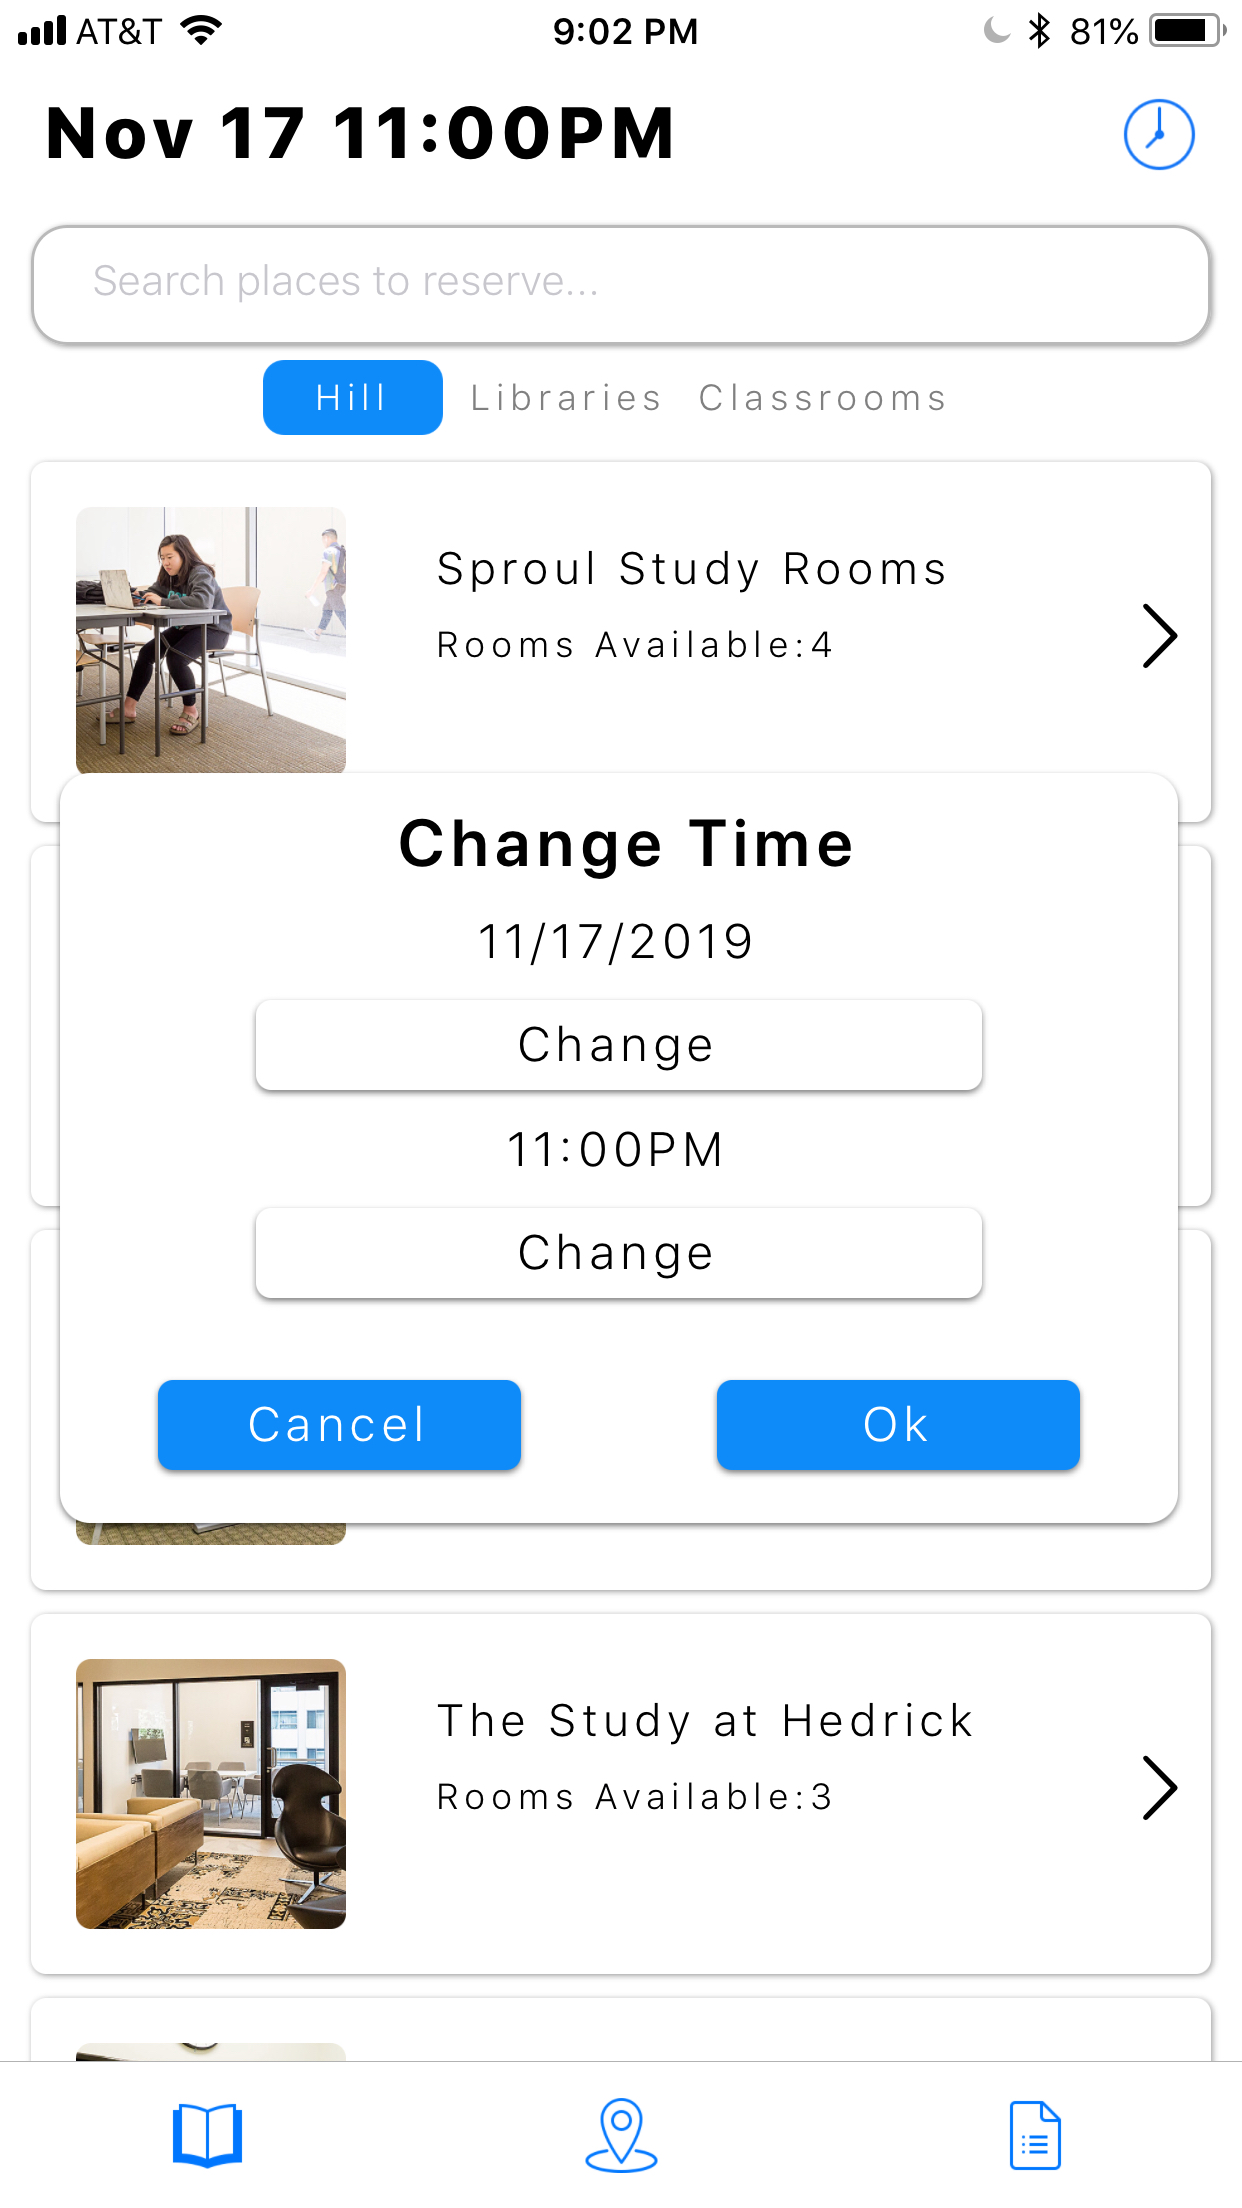 AT&T 9:02 PM 81%
Nov 17 11:00PM
Search places to reserve...
Hill Libraries Classrooms
Sproul Study Rooms
Rooms Available:4
Change Time
11/17/2019
Change
11:00PM
Change
Cancel Ok
The Study at Hedrick
Rooms Available:3